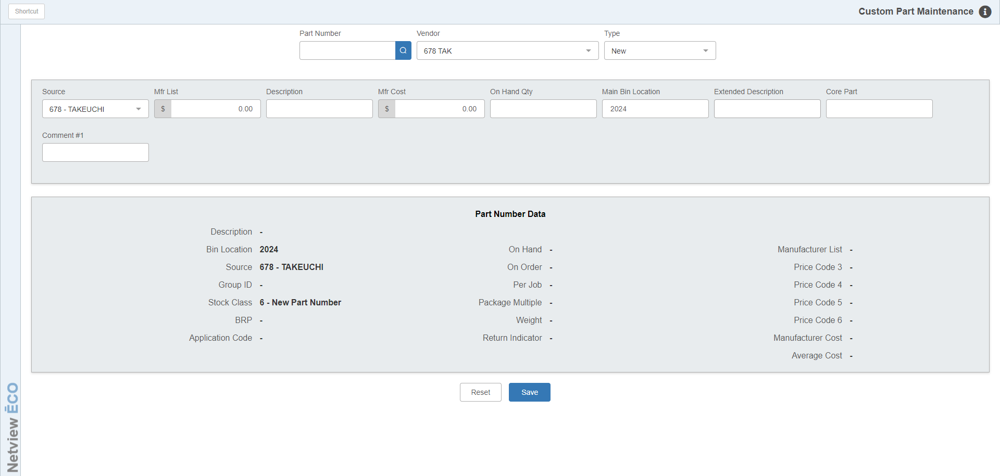 Shortcut
Custom Part Maintenance
Part Number
Vendor
Type
678 TAK
New
Source
Mfr List
Description
Mfr Cost
On Hand Qty
Main Bin Location
Extended Description
Core Part
678 - TAKEUCHI
$ 0.00
$ 0.00
2024
Comment #1
Part Number Data
Description -
Bin Location 2024
On Hand -
Manufacturer List -
Source 678 - TAKEUCHI
On Order -
Price Code 3 -
Group ID -
Per Job -
Price Code 4 -
Stock Class 6 - New Part Number
Package Multiple -
Price Code 5 -
BRP -
Weight -
Price Code 6 -
Application Code -
Return Indicator -
Manufacturer Cost -
Average Cost -
Reset
Save
Netview ĒCO